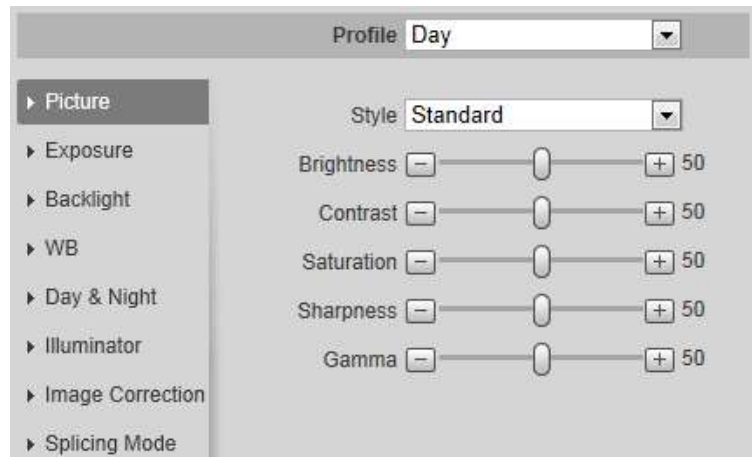 Profile Day
Picture
Exposure
Backlight
WB
Day & Night
Illuminator
Image Correction
Splicing Mode
Style Standard
Brightness 50
Contrast 50
Saturation 50
Sharpness 50
Gamma 50